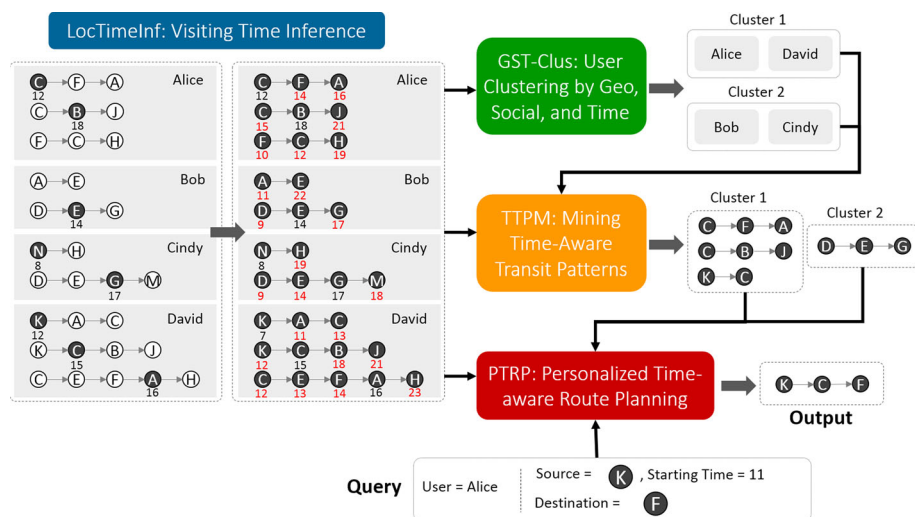 LocTimeInf: Visiting Time Inference
Alice
C F A
12
C B J
18
F C H
Bob
A E
D E G
14
Cindy
N H
8
D E G M
17
David
K A C
12
K C B J
15
C E F A H
16
Alice
C F A
12 14 16
C B J
15 18 21
F C H
10 12 19
Bob
A E
11 22
D E G
9 14 17
Cindy
N H
8 19
D E G M
9 14 17 18
David
K A C
7 11 13
K C B J
12 15 18 21
C E F A H
12 13 14 16 23
GST-Clus: User
Clustering by Geo,
Social, and Time
Cluster 1
Alice David
Cluster 2
Bob Cindy
TTPM: Mining
Time-Aware
Transit Patterns
Cluster 1
C F A
C B J
K C
Cluster 2
D E G
PTRP: Personalized Time-
aware Route Planning
K C F
Output
Query
User = Alice
Source = K , Starting Time = 11
Destination = F